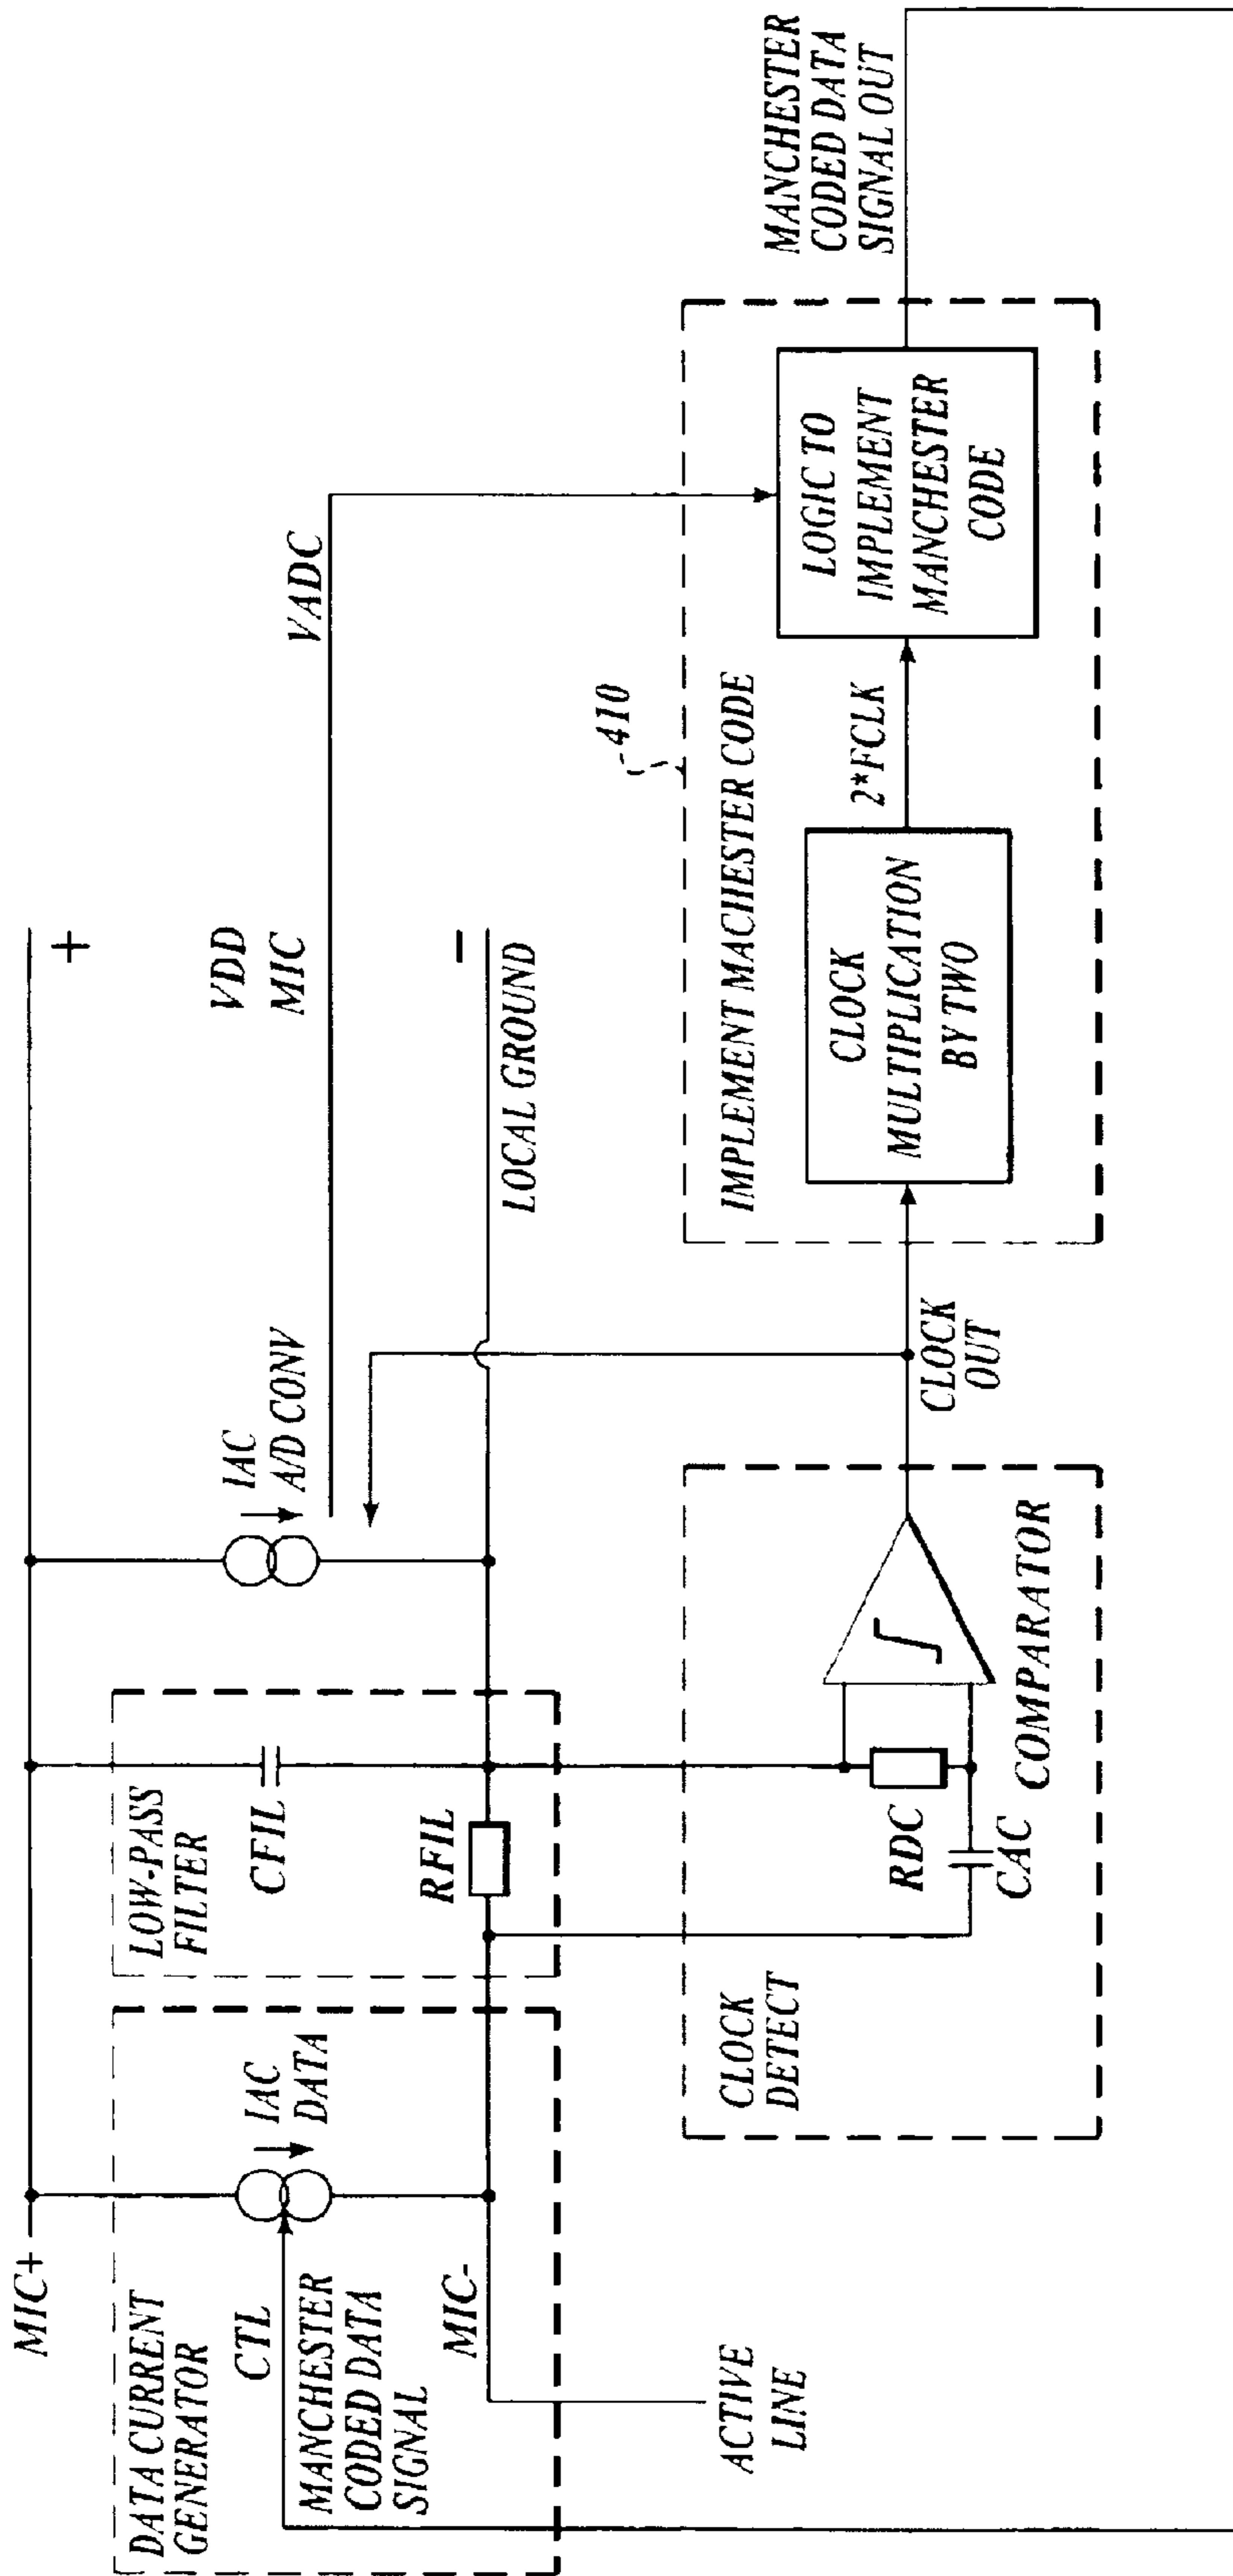 MIC+
DATA CURRENT
GENERATOR
CTL
MANCHESTER
CODED DATA
SIGNAL
IAC
DATA
MIC-
ACTIVE
LINE
LOW-PASS
FILTER
CFIL
RFIL
IAC
A/D CONV
VADC
+
VDD
MIC
-
LOCAL GROUND
CLOCK
DETECT
RDC
CAC
COMPARATOR
CLOCK
OUT
410
IMPLEMENT MACHESTER CODE
CLOCK
MULTIPLICATION
BY TWO
2*FCLK
LOGIC TO
IMPLEMENT
MANCHESTER
CODE
MANCHESTER
CODED DATA
SIGNAL OUT